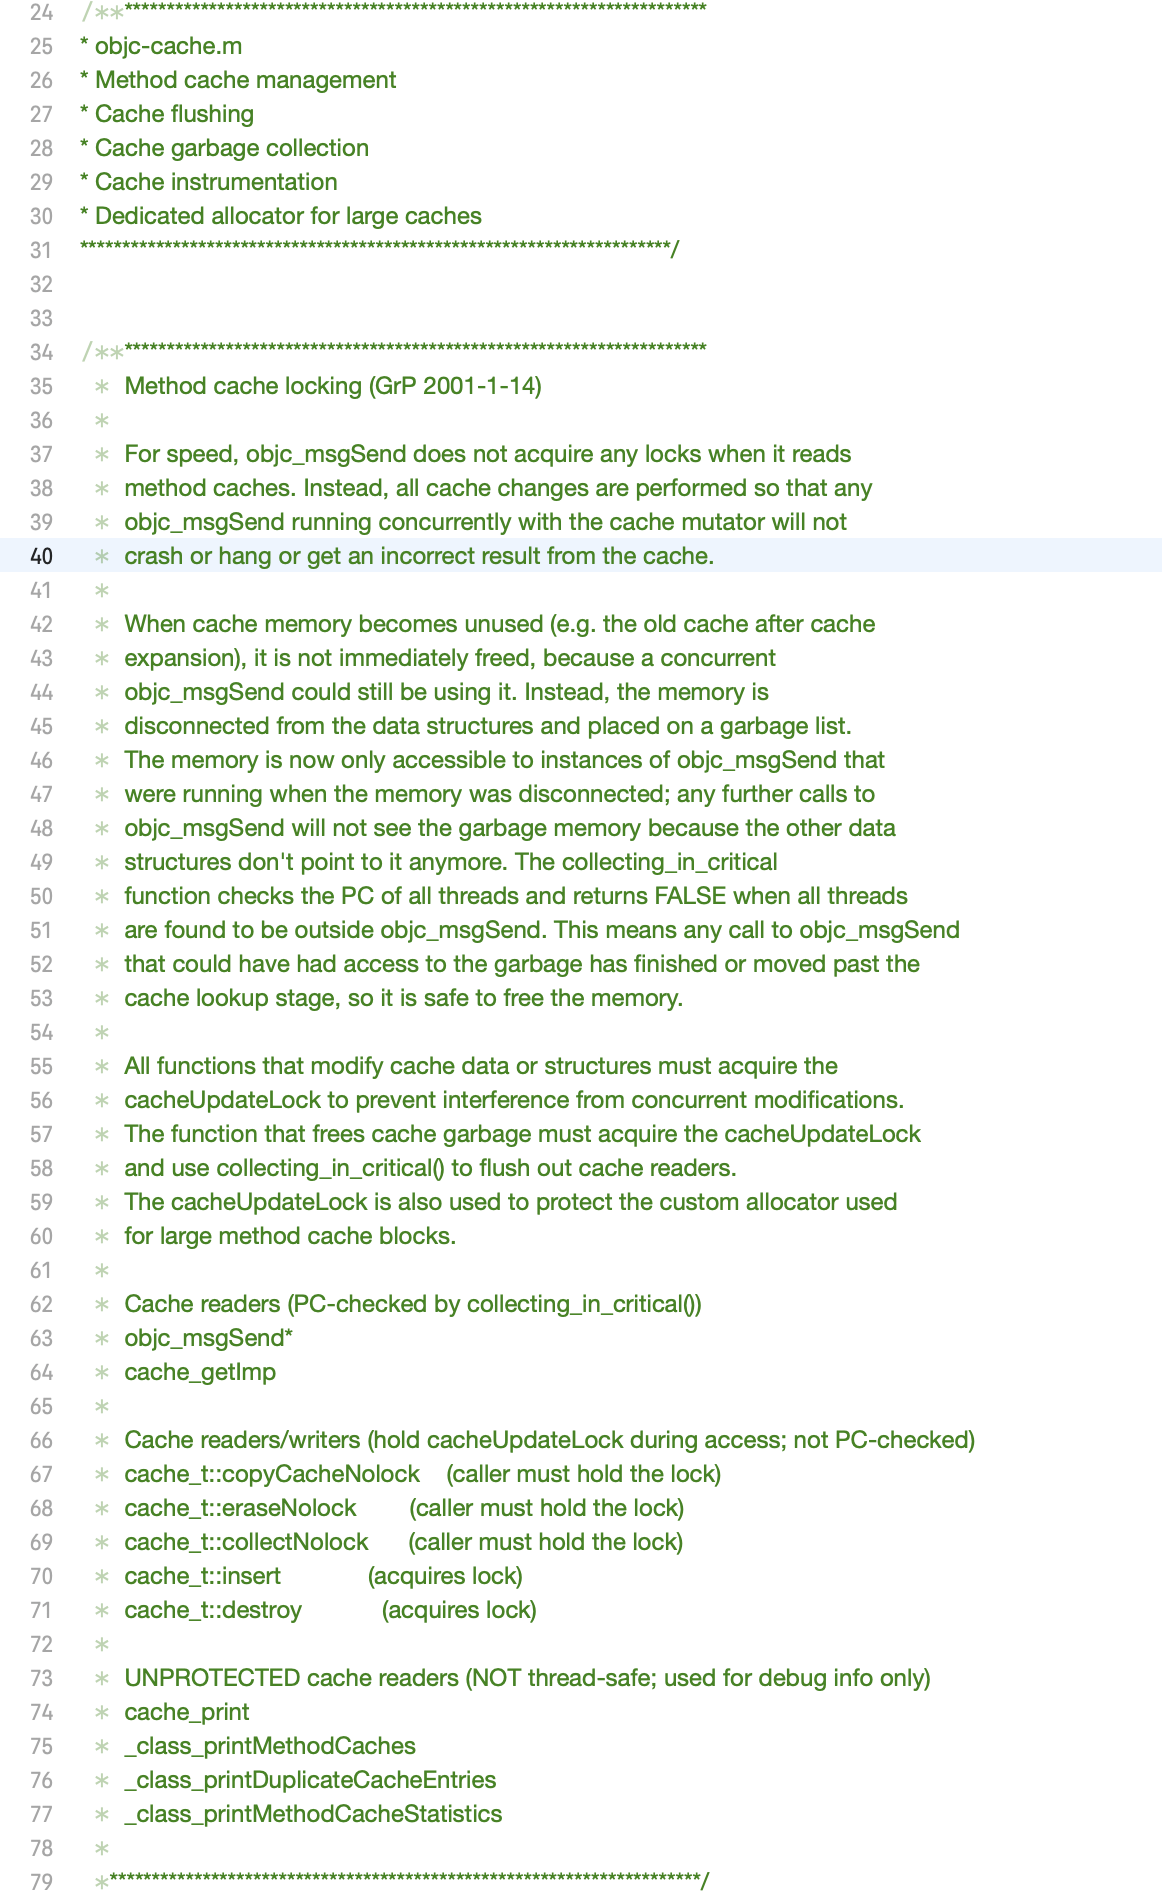 24 /***********************************************************************
25 * objc-cache.m
26 * Method cache management
27 * Cache flushing
28 * Cache garbage collection
29 * Cache instrumentation
30 * Dedicated allocator for large caches
31 **********************************************************************/
32
33
34 /***********************************************************************
35 * Method cache locking (GrP 2001-1-14)
36 *
37 * For speed, objc_msgSend does not acquire any locks when it reads
38 * method caches. Instead, all cache changes are performed so that any
39 * objc_msgSend running concurrently with the cache mutator will not
40 * crash or hang or get an incorrect result from the cache.
41 *
42 * When cache memory becomes unused (e.g. the old cache after cache
43 * expansion), it is not immediately freed, because a concurrent
44 * objc_msgSend could still be using it. Instead, the memory is
45 * disconnected from the data structures and placed on a garbage list.
46 * The memory is now only accessible to instances of objc_msgSend that
47 * were running when the memory was disconnected; any further calls to
48 * objc_msgSend will not see the garbage memory because the other data
49 * structures don't point to it anymore. The collecting_in_critical
50 * function checks the PC of all threads and returns FALSE when all threads
51 * are found to be outside objc_msgSend. This means any call to objc_msgSend
52 * that could have had access to the garbage has finished or moved past the
53 * cache lookup stage, so it is safe to free the memory.
54 *
55 * All functions that modify cache data or structures must acquire the
56 * cacheUpdateLock to prevent interference from concurrent modifications.
57 * The function that frees cache garbage must acquire the cacheUpdateLock
58 * and use collecting_in_critical() to flush out cache readers.
59 * The cacheUpdateLock is also used to protect the custom allocator used
60 * for large method cache blocks.
61 *
62 * Cache readers (PC-checked by collecting_in_critical())
63 * objc_msgSend*
64 * cache_getImp
65 *
66 * Cache readers/writers (hold cacheUpdateLock during access; not PC-checked)
67 * cache_t::copyCacheNolock (caller must hold the lock)
68 * cache_t::eraseNolock (caller must hold the lock)
69 * cache_t::collectNolock (caller must hold the lock)
70 * cache_t::insert (acquires lock)
71 * cache_t::destroy (acquires lock)
72 *
73 * UNPROTECTED cache readers (NOT thread-safe; used for debug info only)
74 * cache_print
75 * _class_printMethodCaches
76 * _class_printDuplicateCacheEntries
77 * _class_printMethodCacheStatistics
78 *
79 ***********************************************************************/